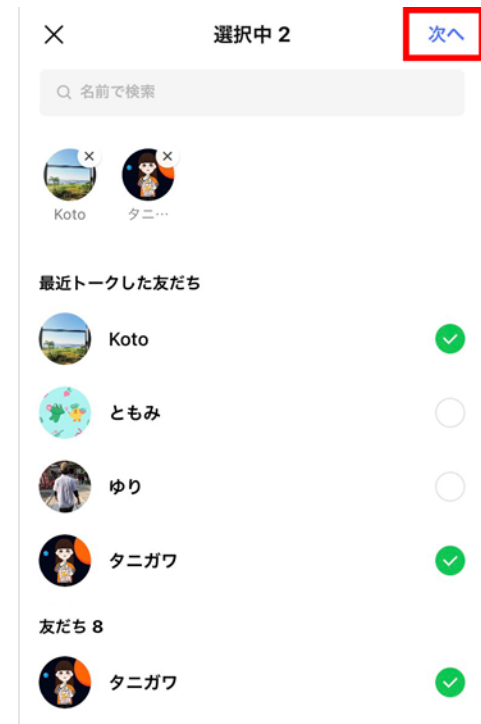 選択中 2 次へ
名前で検索
Koto タニ…
最近トークした友だち
Koto
ともみ
ゆり
タニガワ
友だち 8
タニガワ